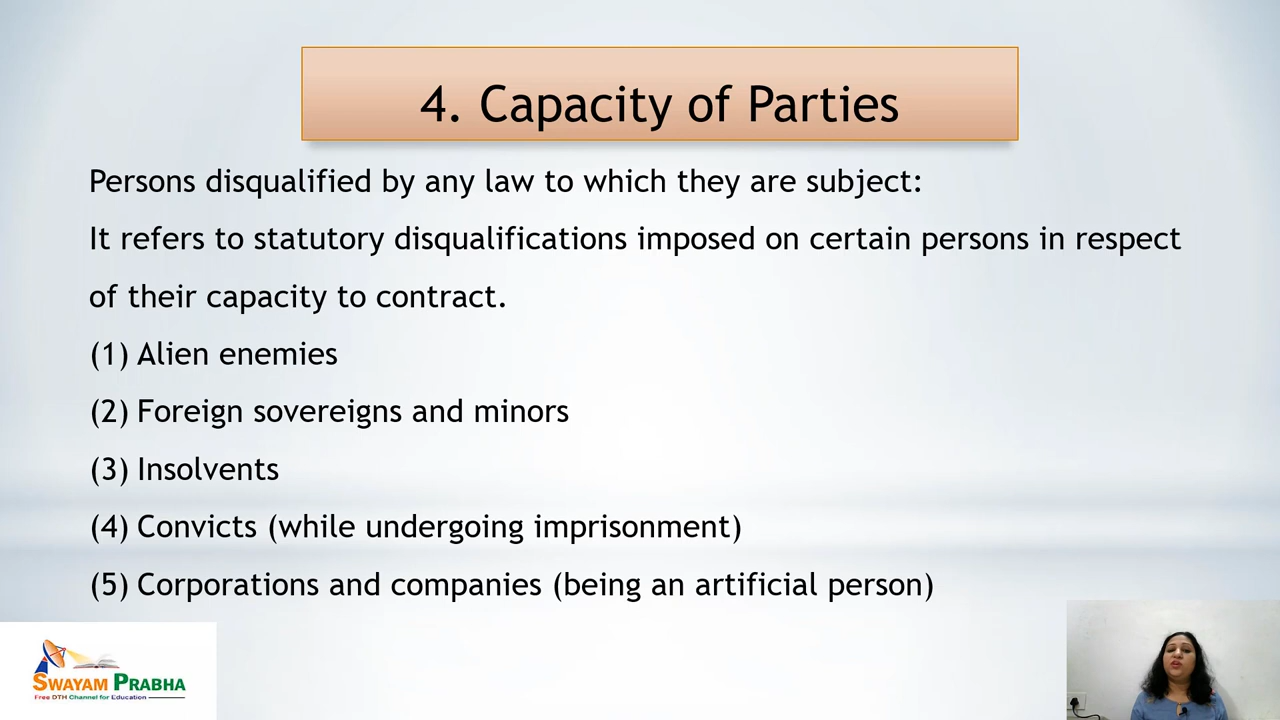 4. Capacity of Parties
Persons disqualified by any law to which they are subject:
It refers to statutory disqualifications imposed on certain persons in respect
of their capacity to contract.
(1) Alien enemies
(2) Foreign sovereigns and minors
(3) Insolvents
(4) Convicts (while undergoing imprisonment)
(5) Corporations and companies (being an artificial person)
SWAYAM PRABHA
Free DTH Channel for Education